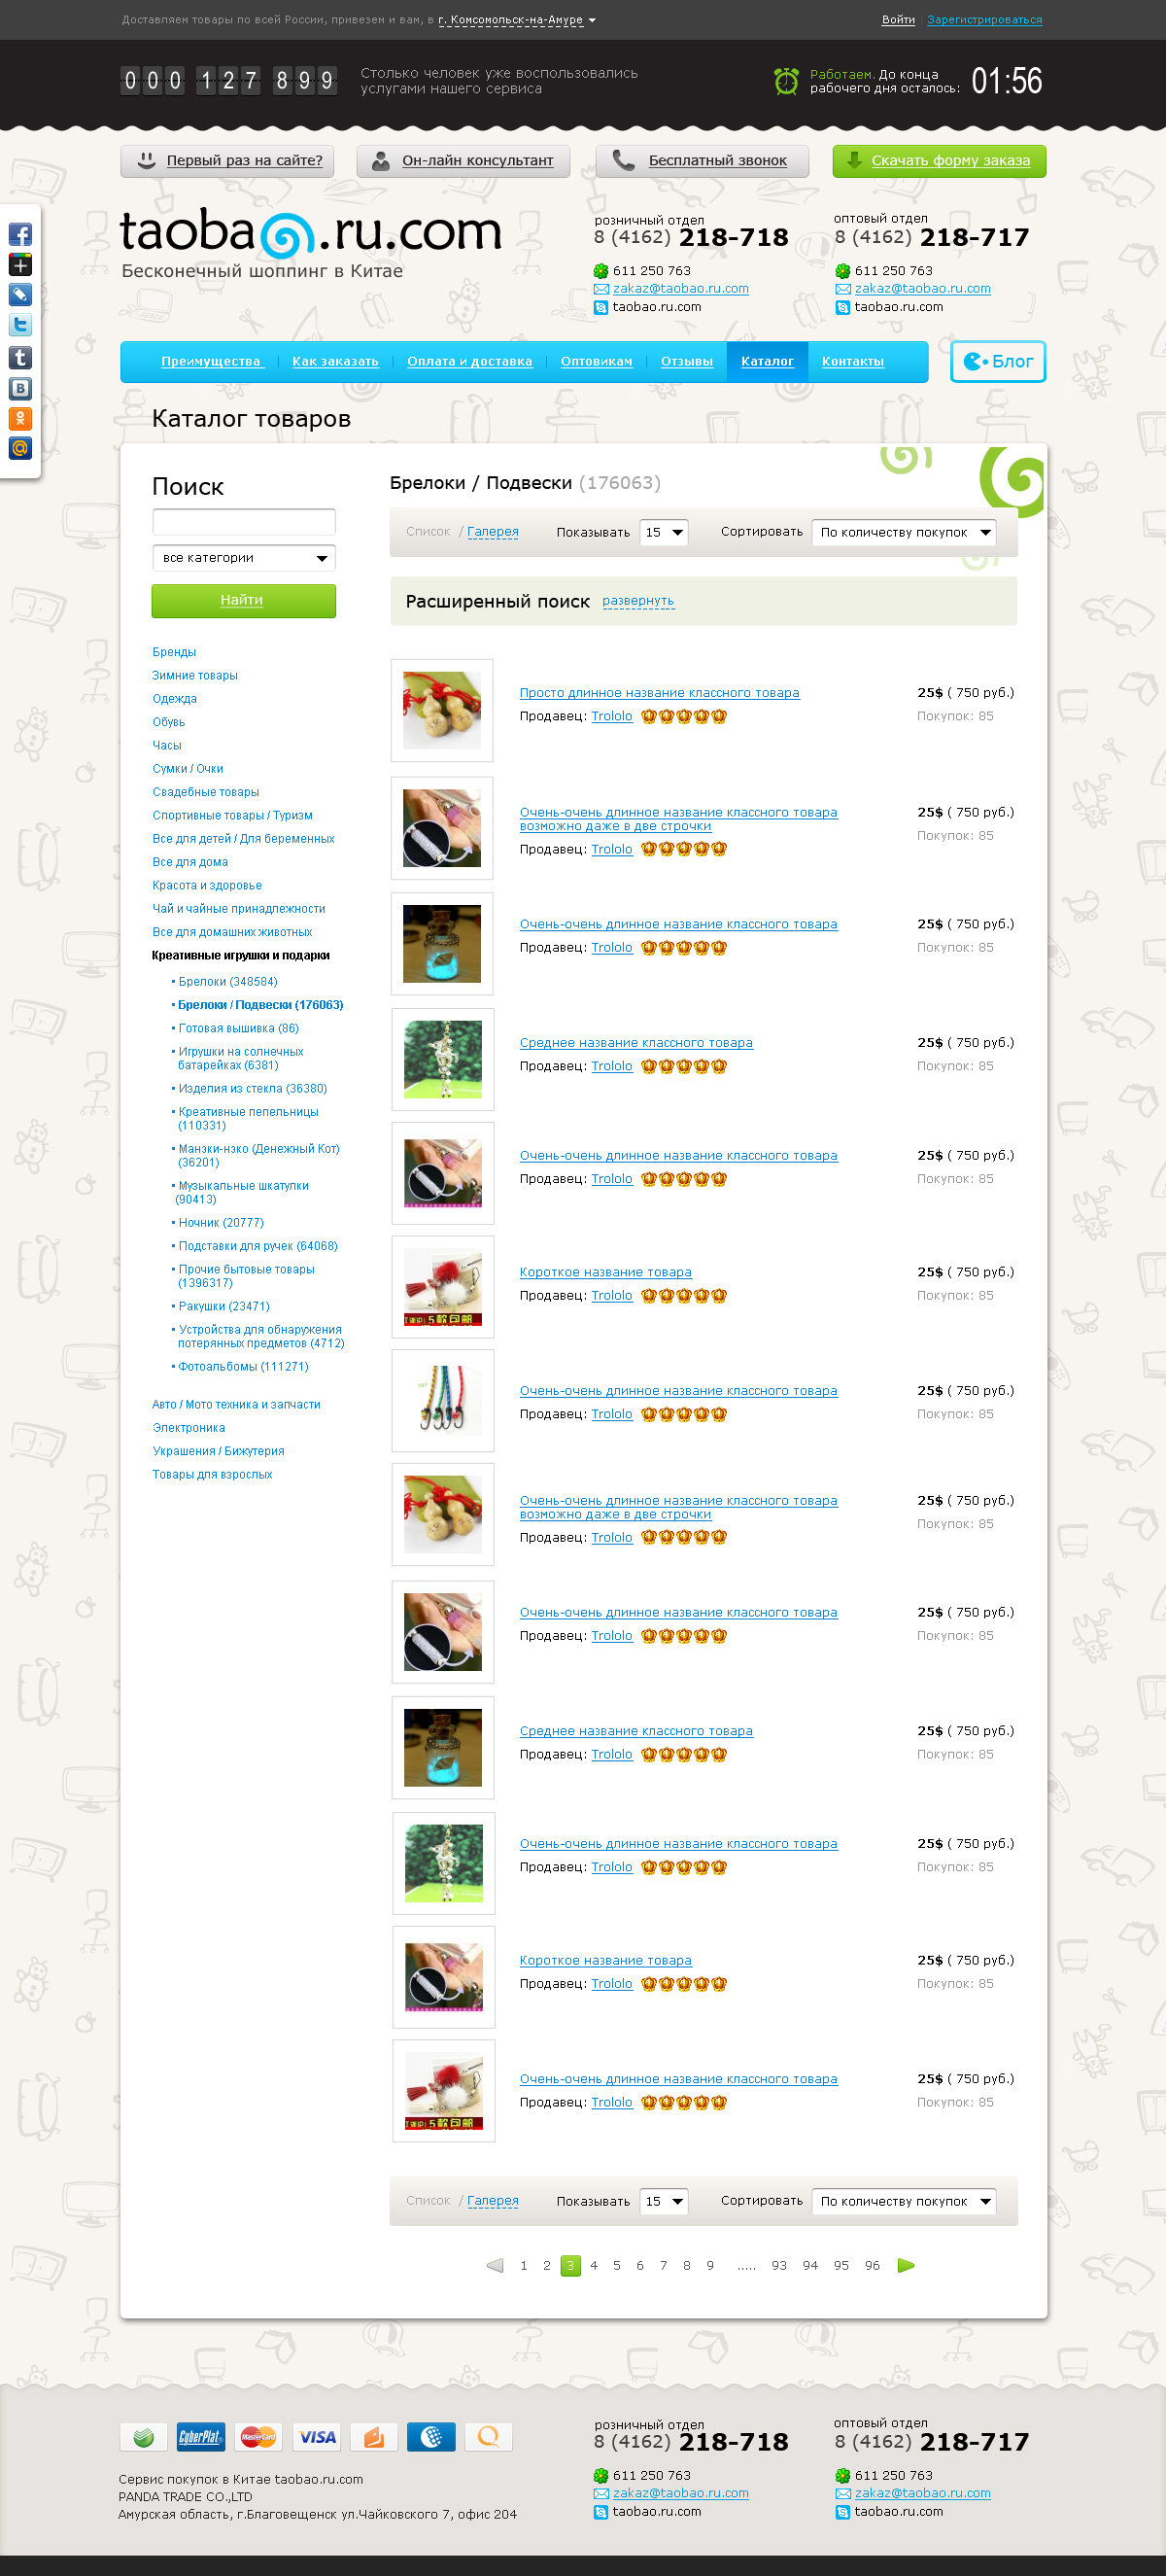 Доставляем товары по всей России, привезем и вам, в г. Комсомольск-на-Амуре
Войти Зарегистрироваться
000 127 899
Столько человек уже воспользовались
услугами нашего сервиса
Работаем. До конца
рабочего дня осталось:
01:56
Первый раз на сайте?
Он-лайн консультант
Бесплатный звонок
Скачать форму заказа
taobao.ru.com
Бесконечный шоппинг в Китае
розничный отдел
8 (4162) 218-718
611 250 763
zakaz@taobao.ru.com
taobao.ru.com
оптовый отдел
8 (4162) 218-717
611 250 763
zakaz@taobao.ru.com
taobao.ru.com
Преимущества Как заказать Оплата и доставка Оптовикам Отзывы Каталог Контакты
Блог
Каталог товаров
Поиск
все категории
Найти
Бренды
Зимние товары
Одежда
Обувь
Часы
Сумки / Очки
Свадебные товары
Спортивные товары / Туризм
Все для детей / Для беременных
Все для дома
Красота и здоровье
Чай и чайные принадлежности
Все для домашних животных
Креативные игрушки и подарки
Брелоки (348584)
Брелоки / Подвески (176063)
Готовая вышивка (86)
Игрушки на солнечных
батарейках (6381)
Изделия из стекла (36380)
Креативные пепельницы
(110331)
Манэки-нэко (Денежный Кот)
(36201)
Музыкальные шкатулки
(90413)
Ночник (20777)
Подставки для ручек (64068)
Прочие бытовые товары
(1396317)
Ракушки (23471)
Устройства для обнаружения
потерянных предметов (4712)
Фотоальбомы (111271)
Авто / Мото техника и запчасти
Электроника
Украшения / Бижутерия
Товары для взрослых
Брелоки / Подвески (176063)
Список / Галерея Показывать 15 Сортировать По количеству покупок
Расширенный поиск развернуть
Просто длинное название классного товара 25$ ( 750 руб.)
Продавец: Trololo Покупок: 85
Очень-очень длинное название классного товара 25$ ( 750 руб.)
возможно даже в две строчки
Покупок: 85
Продавец: Trololo
Очень-очень длинное название классного товара 25$ ( 750 руб.)
Продавец: Trololo Покупок: 85
Среднее название классного товара 25$ ( 750 руб.)
Продавец: Trololo Покупок: 85
Очень-очень длинное название классного товара 25$ ( 750 руб.)
Продавец: Trololo Покупок: 85
Короткое название товара 25$ ( 750 руб.)
Продавец: Trololo Покупок: 85
Очень-очень длинное название классного товара 25$ ( 750 руб.)
Продавец: Trololo Покупок: 85
Очень-очень длинное название классного товара 25$ ( 750 руб.)
возможно даже в две строчки
Покупок: 85
Продавец: Trololo
Очень-очень длинное название классного товара 25$ ( 750 руб.)
Продавец: Trololo Покупок: 85
Среднее название классного товара 25$ ( 750 руб.)
Продавец: Trololo Покупок: 85
Очень-очень длинное название классного товара 25$ ( 750 руб.)
Продавец: Trololo Покупок: 85
Короткое название товара 25$ ( 750 руб.)
Продавец: Trololo Покупок: 85
Очень-очень длинное название классного товара 25$ ( 750 руб.)
Продавец: Trololo Покупок: 85
Список / Галерея Показывать 15 Сортировать По количеству покупок
1 2 3 4 5 6 7 8 9 ..... 93 94 95 96
CyberPlat MasterCard VISA
Сервис покупок в Китае taobao.ru.com
PANDA TRADE CO.,LTD
Амурская область, г.Благовещенск ул.Чайковского 7, офис 204
розничный отдел
8 (4162) 218-718
611 250 763
zakaz@taobao.ru.com
taobao.ru.com
оптовый отдел
8 (4162) 218-717
611 250 763
zakaz@taobao.ru.com
taobao.ru.com